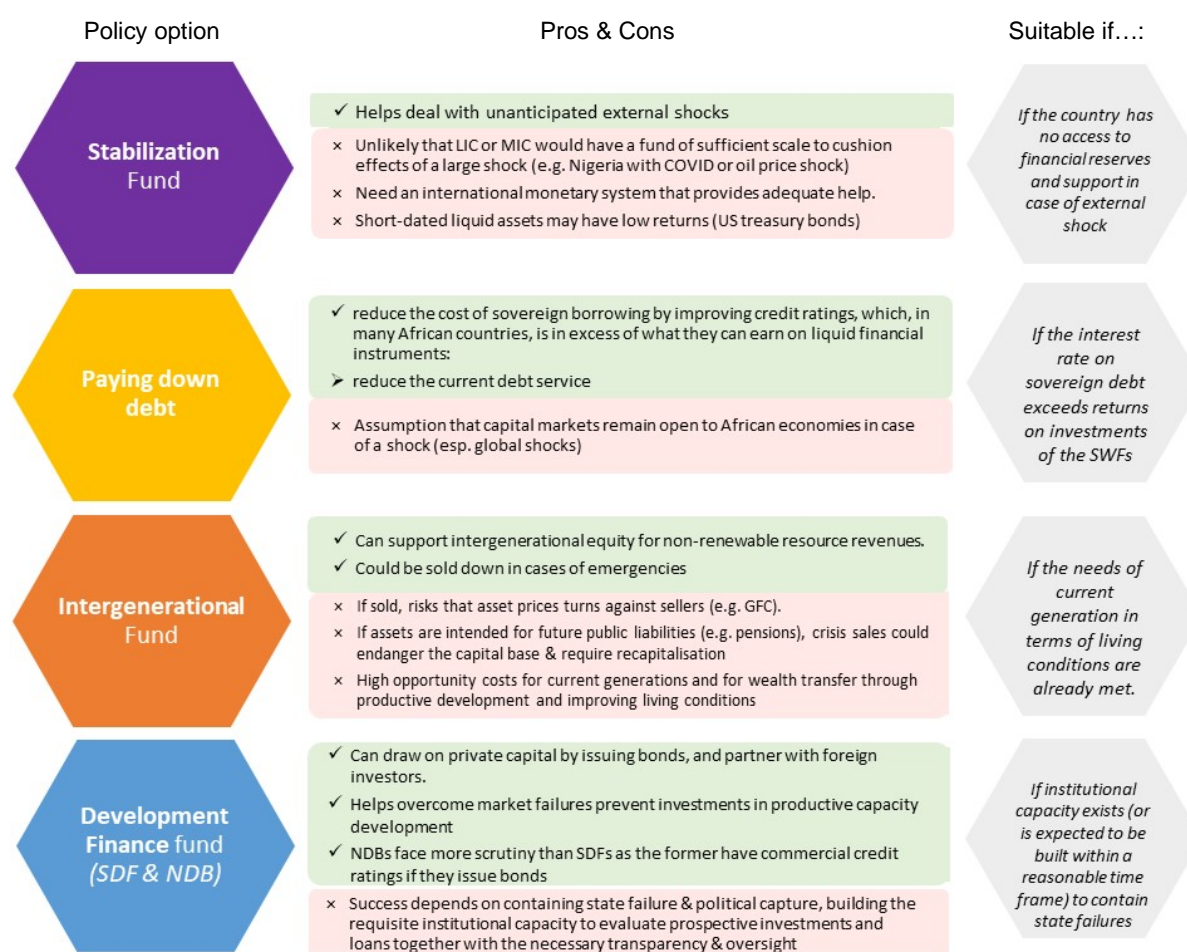 Policy option
Pros & Cons
Suitable if…:
Stabilization
Fund
✓ Helps deal with unanticipated external shocks
× Unlikely that LIC or MIC would have a fund of sufficient scale to cushion
effects of a large shock (e.g. Nigeria with COVID or oil price shock)
× Need an international monetary system that provides adequate help.
× Short-dated liquid assets may have low returns (US treasury bonds)
If the country has
no access to
financial reserves
and support in
case of external
shock
Paying down
debt
✓ reduce the cost of sovereign borrowing by improving credit ratings, which, in
many African countries, is in excess of what they can earn on liquid financial
instruments:
➢ reduce the current debt service
× Assumption that capital markets remain open to African economies in case
of a shock (esp. global shocks)
If the interest
rate on
sovereign debt
exceeds returns
on investments
of the SWFs
Intergenerational
Fund
✓ Can support intergenerational equity for non-renewable resource revenues.
✓ Could be sold down in cases of emergencies
× If sold, risks that asset prices turns against sellers (e.g. GFC).
× If assets are intended for future public liabilities (e.g. pensions), crisis sales could
endanger the capital base & require recapitalisation
× High opportunity costs for current generations and for wealth transfer through
productive development and improving living conditions
If the needs of
current
generation in
terms of living
conditions are
already met.
Development
Finance fund
(SDF & NDB)
✓ Can draw on private capital by issuing bonds, and partner with foreign
investors.
✓ Helps overcome market failures prevent investments in productive capacity
development
✓ NDBs face more scrutiny than SDFs as the former have commercial credit
ratings if they issue bonds
× Success depends on containing state failure & political capture, building the
requisite institutional capacity to evaluate prospective investments and
loans together with the necessary transparency & oversight
If institutional
capacity exists (or
is expected to be
built within a
reasonable time
frame) to contain
state failures